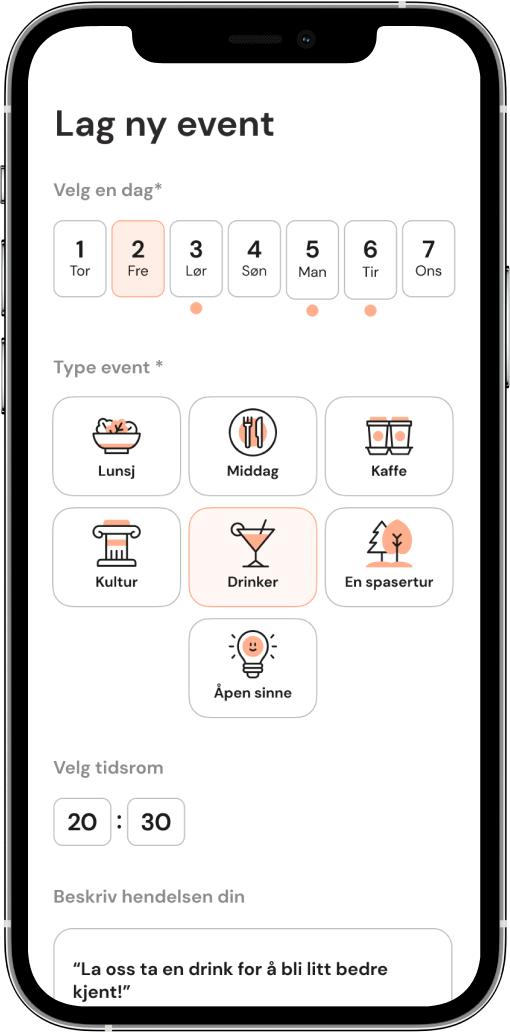 Lag ny event
Velg en dag*
1 2 3 4 5 6 7
Tor Fre Lør Søn Man Tir Ons
Type event *
Lunsj Middag Kaffe
Kultur Drinker En spasertur
Åpen sinne
Velg tidsrom
20 : 30
Beskriv hendelsen din
“La oss ta en drink for å bli litt bedre
kjent!”